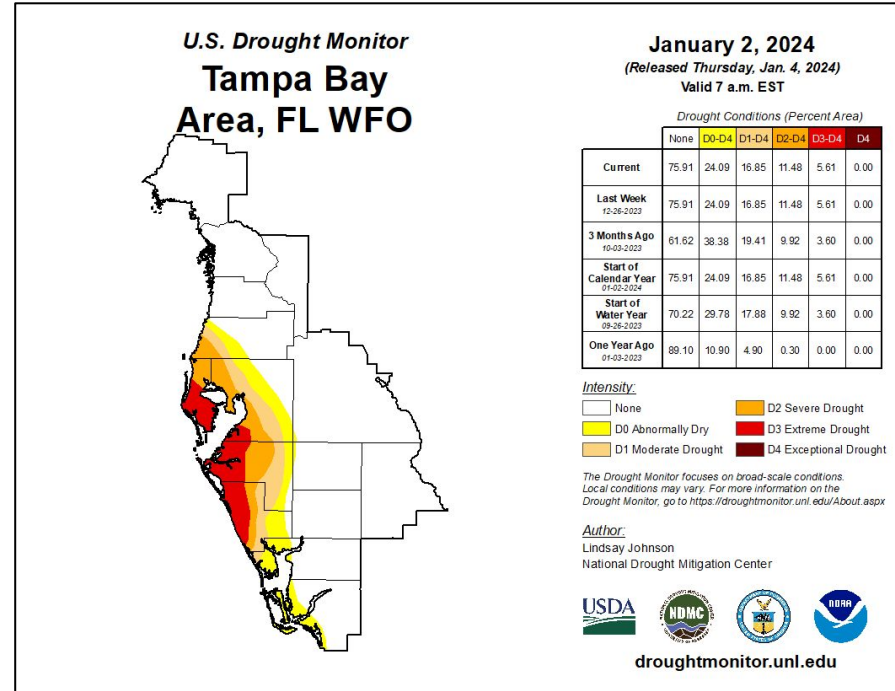 U.S. Drought Monitor
Tampa Bay
Area, FL WFO
January 2, 2024
(Released Thursday, Jan. 4, 2024)
Valid 7 a.m. EST
Drought Conditions (Percent Area)
None D0-D4 D1-D4 D2-D4 D3-D4 D4
Current 75.91 24.09 16.85 11.48 5.61 0.00
Last Week
12-26-2023 75.91 24.09 16.85 11.48 5.61 0.00
3 Months Ago
10-03-2023 61.62 38.38 19.41 9.92 3.60 0.00
Start of
Calendar Year
01-02-2024 75.91 24.09 16.85 11.48 5.61 0.00
Start of
Water Year
09-26-2023 70.22 29.78 17.88 9.92 3.60 0.00
One Year Ago
01-03-2023 89.10 10.90 4.90 0.30 0.00 0.00
Intensity:
None
D0 Abnormally Dry
D1 Moderate Drought
D2 Severe Drought
D3 Extreme Drought
D4 Exceptional Drought
The Drought Monitor focuses on broad-scale conditions.
Local conditions may vary. For more information on the
Drought Monitor, go to https://droughtmonitor.unl.edu/About.aspx
Author:
Lindsay Johnson
National Drought Mitigation Center
USDA
NDMC
NOAA
droughtmonitor.unl.edu